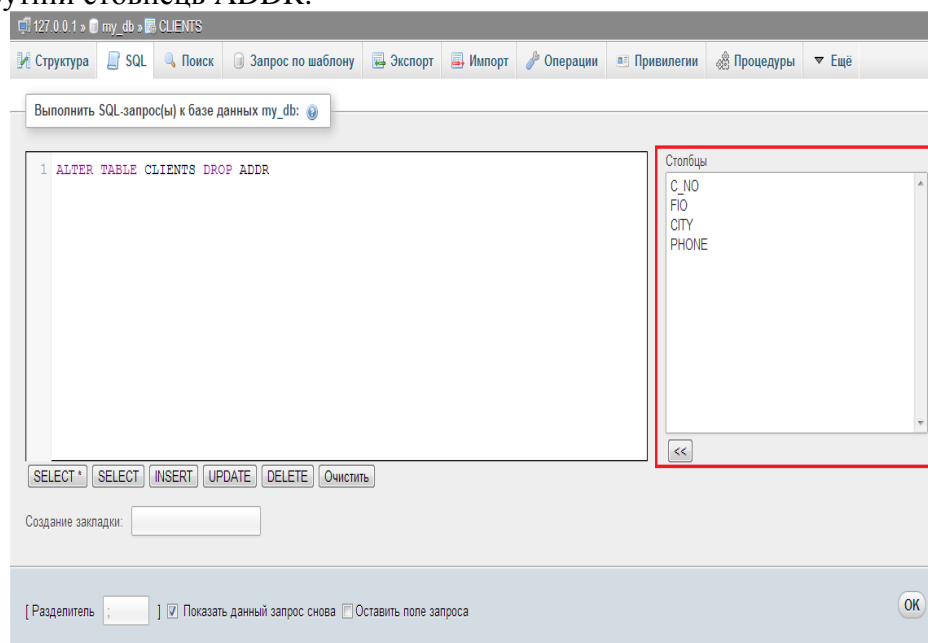 стовпець ADDR.
127.0.0.1 » my_db » CLIENTS
Структура SQL Поиск Запрос по шаблону Экспорт Импорт Операции Привилегии Процедуры Ещё
Выполнить SQL-запрос(ы) к базе данных my_db:
1 ALTER TABLE CLIENTS DROP ADDR
Столбцы
C_NO
FIO
CITY
PHONE
<<
SELECT * SELECT INSERT UPDATE DELETE Очистить
Создание закладки:
[ Разделитель ; ] Показать данный запрос снова Оставить поле запроса
OK